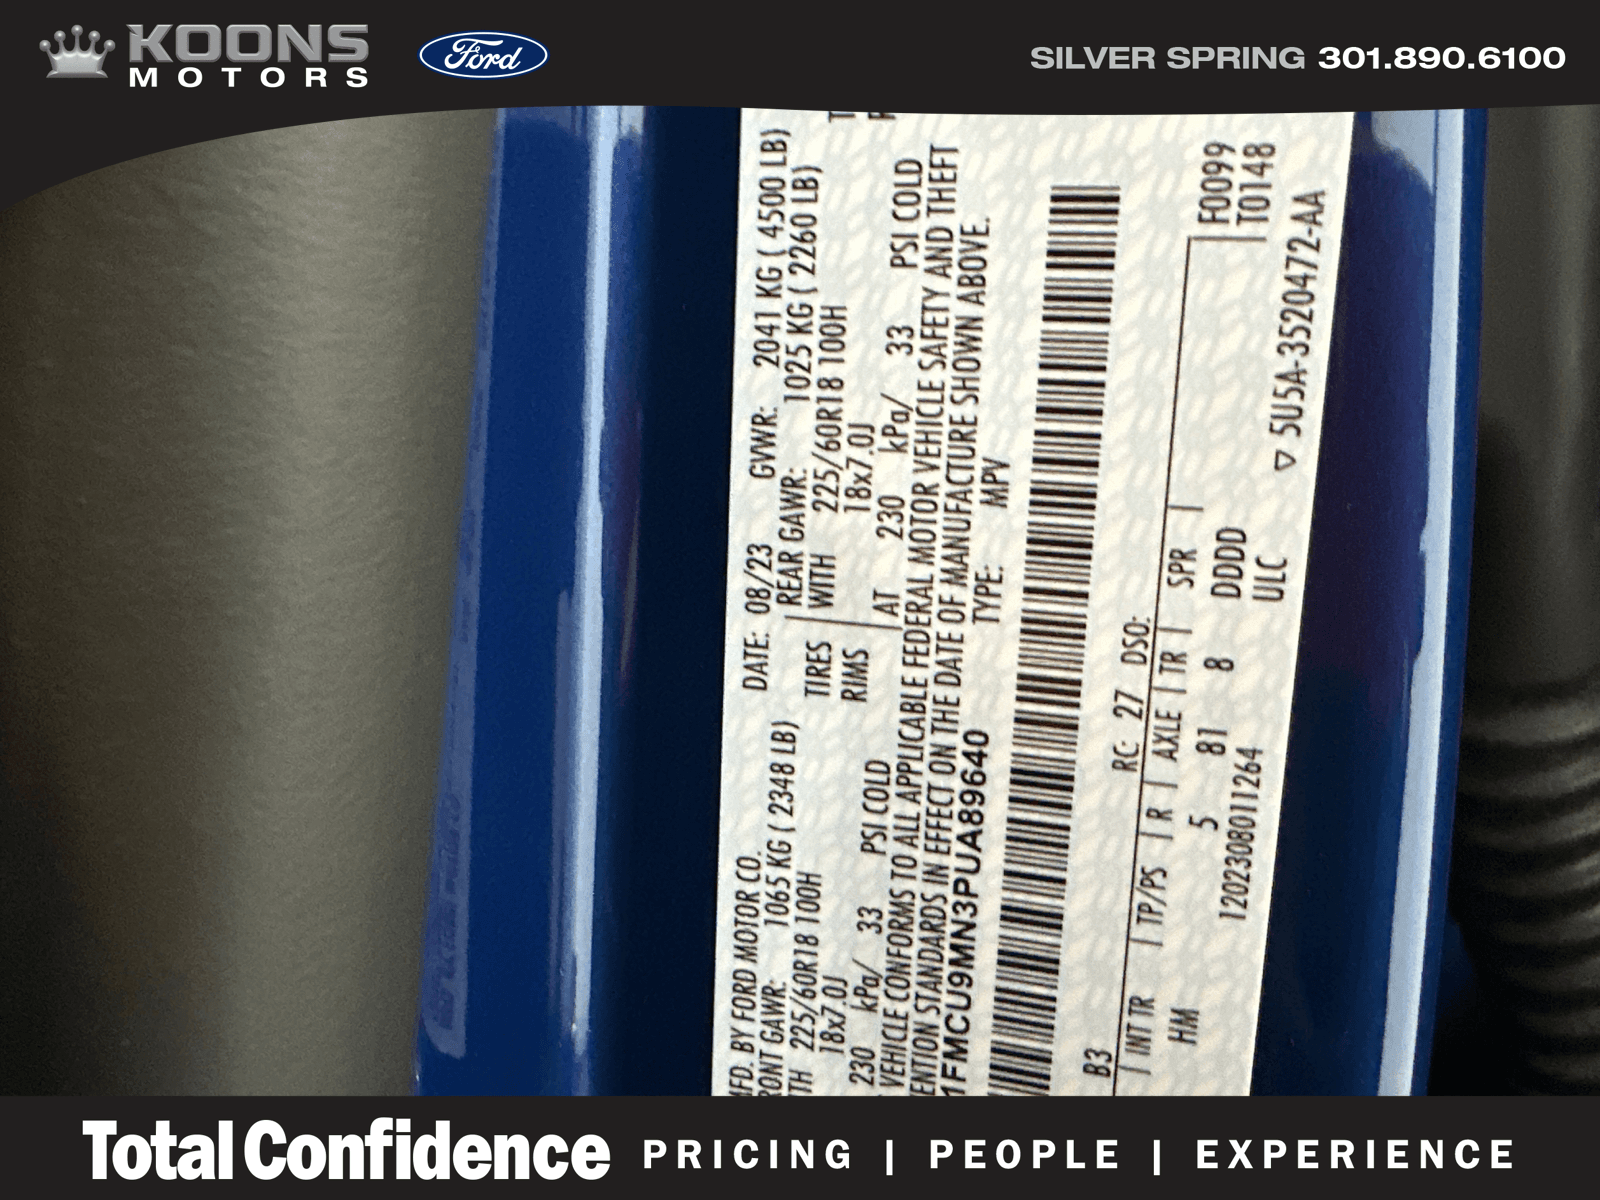 KOONS
MOTORS
Ford
SILVER SPRING 301.890.6100
MFD. BY FORD MOTOR CO. DATE: 08/23 GVWR: 2041 KG ( 4500 LB)
FRONT GAWR: 1065 KG ( 2348 LB) REAR GAWR: 1025 KG ( 2260 LB)
WITH 225/60R18 100H TIRES WITH 225/60R18 100H
18x7.0J RIMS 18x7.0J
230 kPa/ 33 PSI COLD AT 230 kPa/ 33 PSI COLD
VEHICLE CONFORMS TO ALL APPLICABLE FEDERAL MOTOR VEHICLE SAFETY AND THEFT
VENTION STANDARDS IN EFFECT ON THE DATE OF MANUFACTURE SHOWN ABOVE.
1FMCU9MN3PUA89640 TYPE: MPV
B3 RC: 27 DSO:
INT TR TP/PS R AXLE TR SPR F0099
HM 5 81 8 DDDD T0148
1202308011264 ULC ▽ 5U5A-3520472-AA
Total Confidence PRICING | PEOPLE | EXPERIENCE